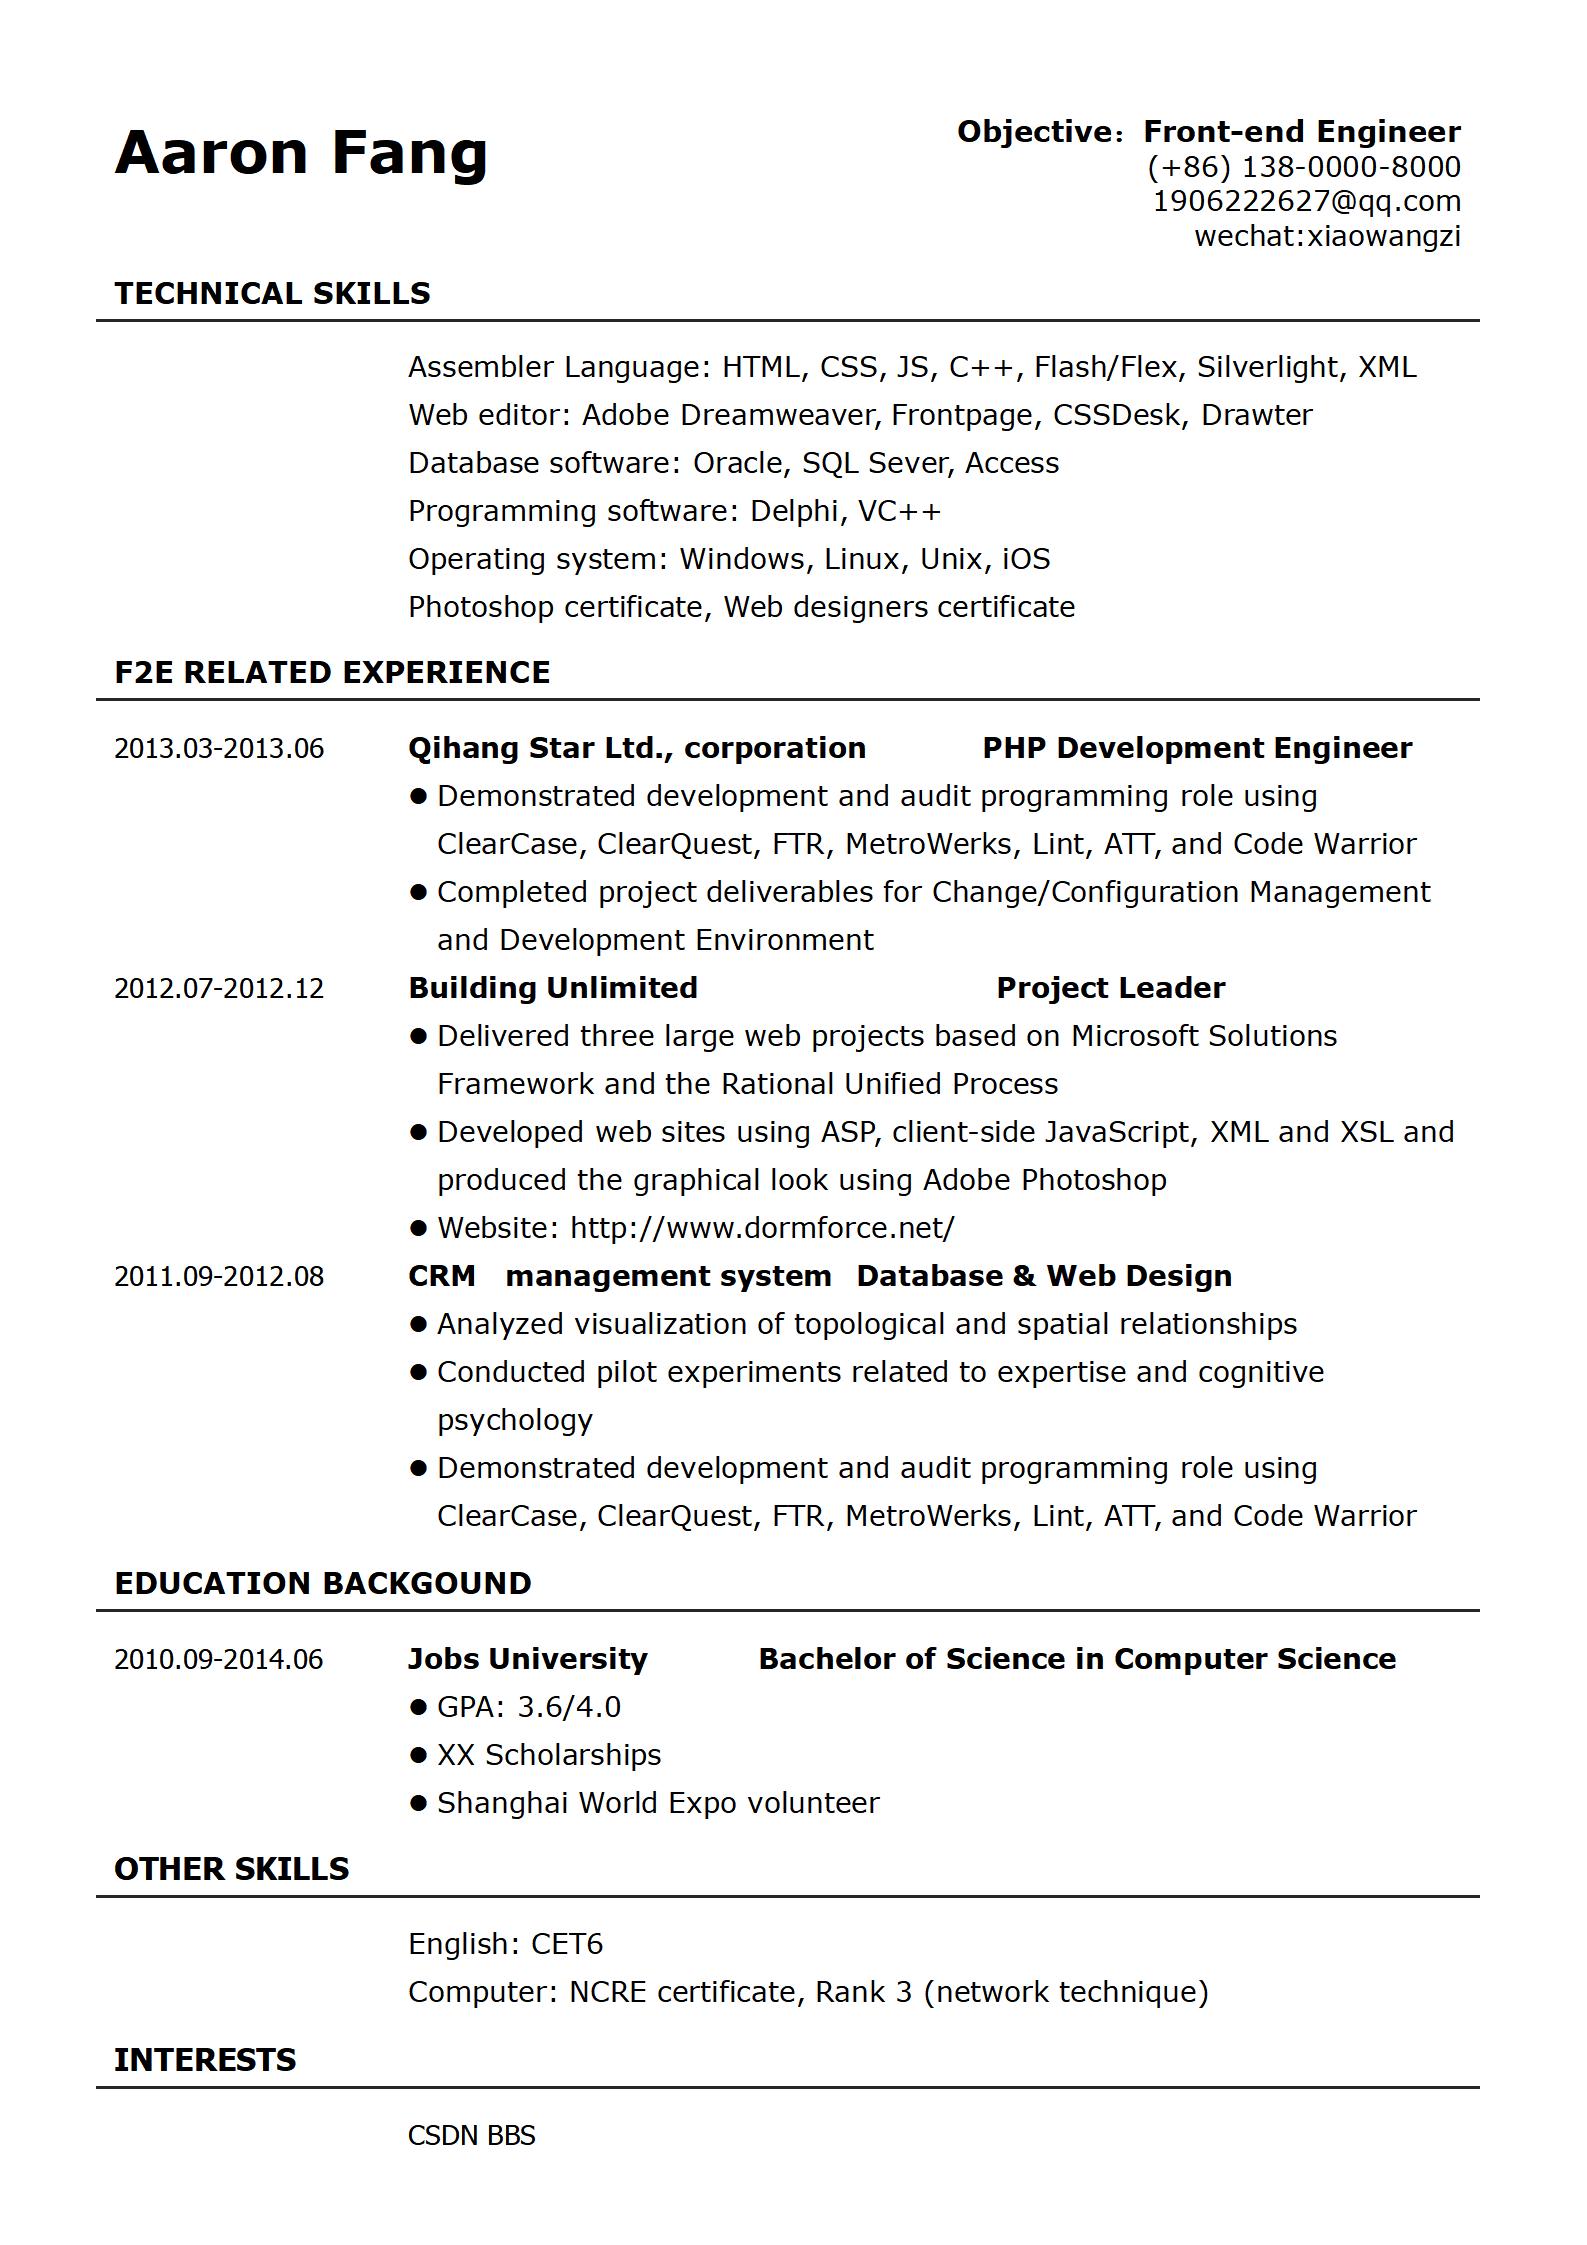 Aaron Fang
Objective：Front-end Engineer
(+86) 138-0000-8000
1906222627@qq.com
wechat:xiaowangzi
TECHNICAL SKILLS
Assembler Language: HTML, CSS, JS, C++, Flash/Flex, Silverlight, XML
Web editor: Adobe Dreamweaver, Frontpage, CSSDesk, Drawter
Database software: Oracle, SQL Sever, Access
Programming software: Delphi, VC++
Operating system: Windows, Linux, Unix, iOS
Photoshop certificate, Web designers certificate
F2E RELATED EXPERIENCE
2013.03-2013.06 Qihang Star Ltd., corporation PHP Development Engineer
● Demonstrated development and audit programming role using
ClearCase, ClearQuest, FTR, MetroWerks, Lint, ATT, and Code Warrior
● Completed project deliverables for Change/Configuration Management
and Development Environment
2012.07-2012.12 Building Unlimited Project Leader
● Delivered three large web projects based on Microsoft Solutions
Framework and the Rational Unified Process
● Developed web sites using ASP, client-side JavaScript, XML and XSL and
produced the graphical look using Adobe Photoshop
● Website: http://www.dormforce.net/
2011.09-2012.08 CRM management system Database & Web Design
● Analyzed visualization of topological and spatial relationships
● Conducted pilot experiments related to expertise and cognitive
psychology
● Demonstrated development and audit programming role using
ClearCase, ClearQuest, FTR, MetroWerks, Lint, ATT, and Code Warrior
EDUCATION BACKGOUND
2010.09-2014.06 Jobs University Bachelor of Science in Computer Science
● GPA: 3.6/4.0
● XX Scholarships
● Shanghai World Expo volunteer
OTHER SKILLS
English: CET6
Computer: NCRE certificate, Rank 3 (network technique)
INTERESTS
CSDN BBS